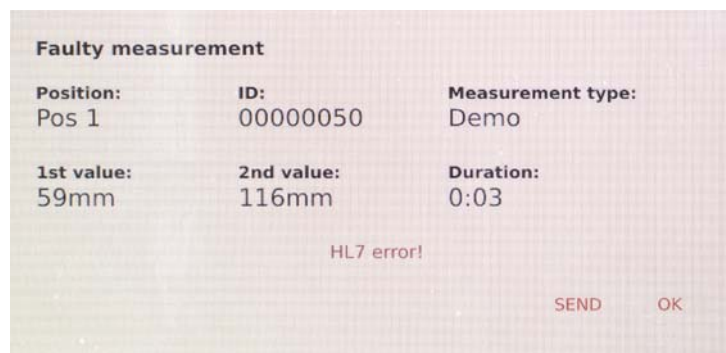 Faulty measurement
Position: ID: Measurement type:
Pos 1 00000050 Demo
1st value: 2nd value: Duration:
59mm 116mm 0:03
HL7 error!
SEND OK